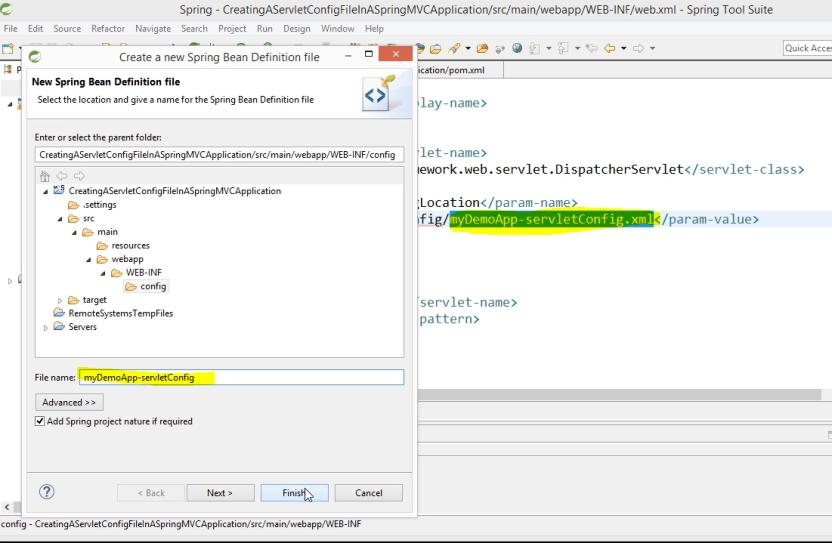 Spring - CreatingAServletConfigFileInASpringMVCApplication/src/main/webapp/WEB-INF/web.xml - Spring Tool Suite
File Edit Source Refactor Navigate Search Project Run Design Window Help
Quick Acces
Create a new Spring Bean Definition file
ication/pom.xml
New Spring Bean Definition file
Select the location and give a name for the Spring Bean Definition file
lay-name>
Enter or select the parent folder:
CreatingAServletConfigFileInASpringMVCApplication/src/main/webapp/WEB-INF/config
let-name>
ework.web.servlet.DispatcherServlet</servlet-class>
CreatingAServletConfigFileInASpringMVCApplication
.settings
gLocation</param-name>
src
nfig/myDemoApp-servletConfig.xml</param-value>
main
resources
webapp
WEB-INF
config
target
/servlet-name>
RemoteSystemsTempFiles
pattern>
Servers
File name: myDemoApp-servletConfig
Advanced >>
Add Spring project nature if required
< Back Next > Finish Cancel
config - CreatingAServletConfigFileInASpringMVCApplication/src/main/webapp/WEB-INF